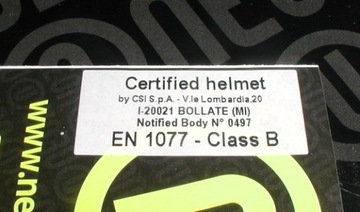 Certified helmet
by CSI S.p.A. - V.le Lombardia,20
I-20021 BOLLATE (MI)
Notified Body N° 0497
EN 1077 - Class B
www.ne